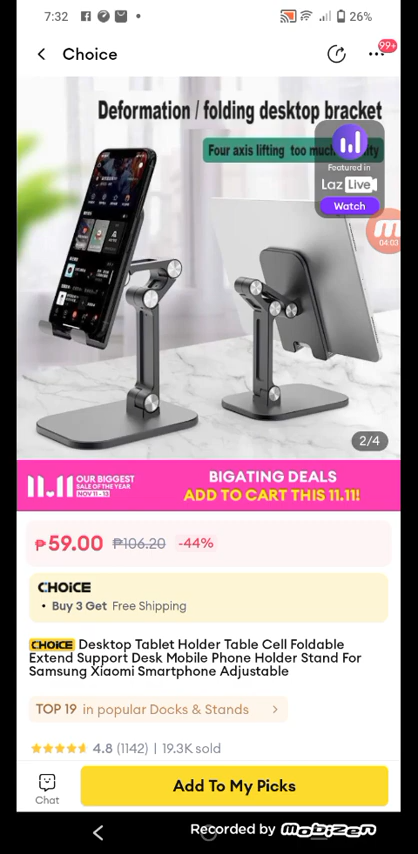 7:32
26%
Choice
99+
Deformation / folding desktop bracket
Four axis lifting too much
Featured in
Laz Live
Watch
04:03
2/4
11.11 OUR BIGGEST
SALE OF THE YEAR
NOV 11 - 13
BIGATING DEALS
ADD TO CART THIS 11.11!
₱59.00 ₱106.20 -44%
CHOiCE
• Buy 3 Get Free Shipping
CHOiCE Desktop Tablet Holder Table Cell Foldable
Extend Support Desk Mobile Phone Holder Stand For
Samsung Xiaomi Smartphone Adjustable
TOP 19 in popular Docks & Stands >
4.8 (1142) | 19.3K sold
Chat
Add To My Picks
Recorded by Mobizen